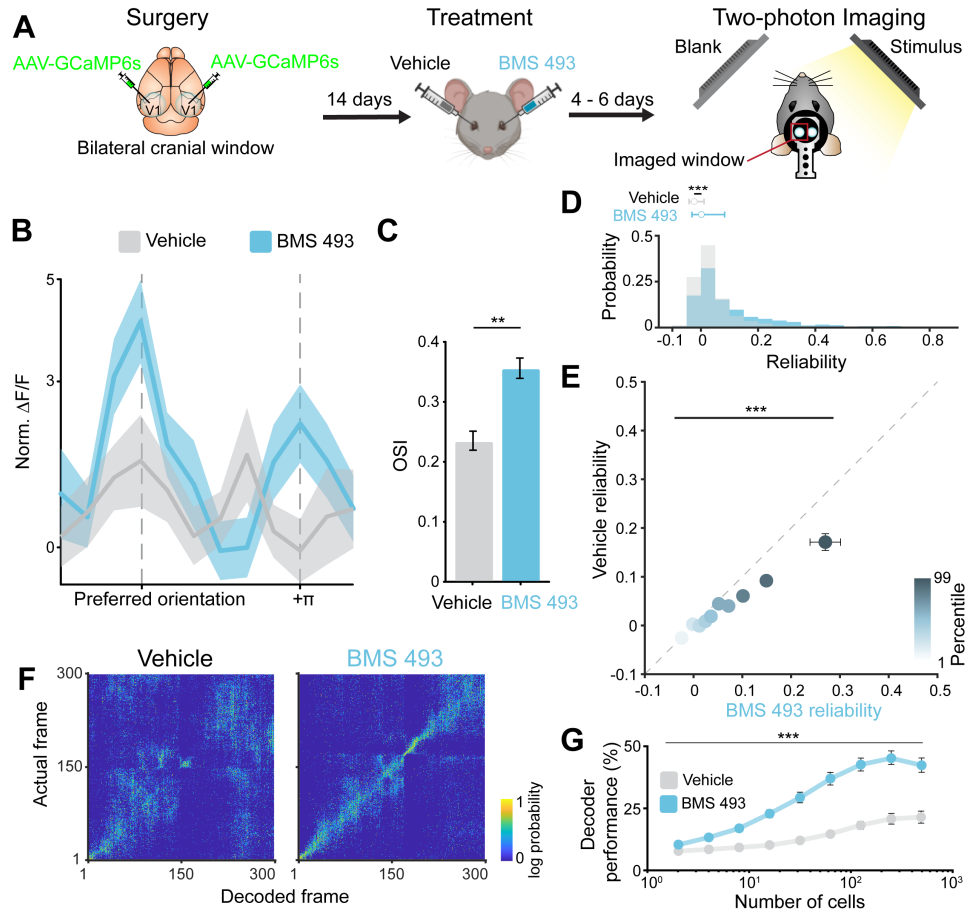 A
Surgery
Treatment
Two-photon Imaging
AAV-GCaMP6s
AAV-GCaMP6s
V1
V1
Bilateral cranial window
14 days
Vehicle
BMS 493
4 - 6 days
Blank
Stimulus
Imaged window
B
Vehicle
BMS 493
Norm. ΔF/F
5
3
0
Preferred orientation
+π
C
**
OSI
0.4
0.3
0.2
0.1
0
Vehicle
BMS 493
D
***
Vehicle
BMS 493
Probability
0.5
0.25
0
-0.1
0
0.2
0.4
0.6
0.8
Reliability
E
***
Vehicle reliability
0.5
0.4
0.3
0.2
0.1
0
-0.1
-0.1
0
0.1
0.2
0.3
0.4
0.5
BMS 493 reliability
99
1
Percentile
F
Vehicle
BMS 493
Actual frame
300
150
1
1
150
300
1
150
300
Decoded frame
1
0
log probability
G
***
Decoder
performance (%)
50
25
0
Vehicle
BMS 493
10⁰
10¹
10²
10³
Number of cells